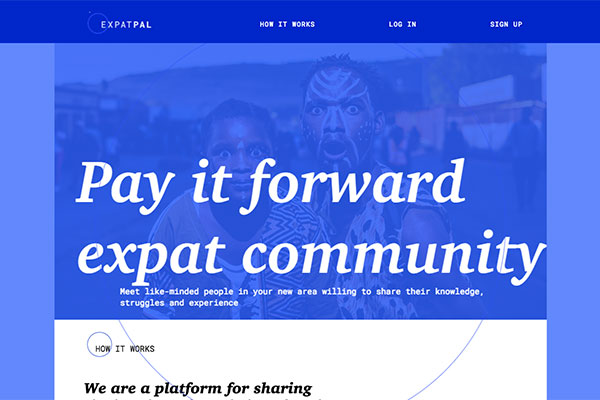 EXPATPAL
HOW IT WORKS
LOG IN
SIGN UP
Pay it forward
expat community
Meet like-minded people in your new area willing to share their knowledge,
struggles and experience
HOW IT WORKS
We are a platform for sharing